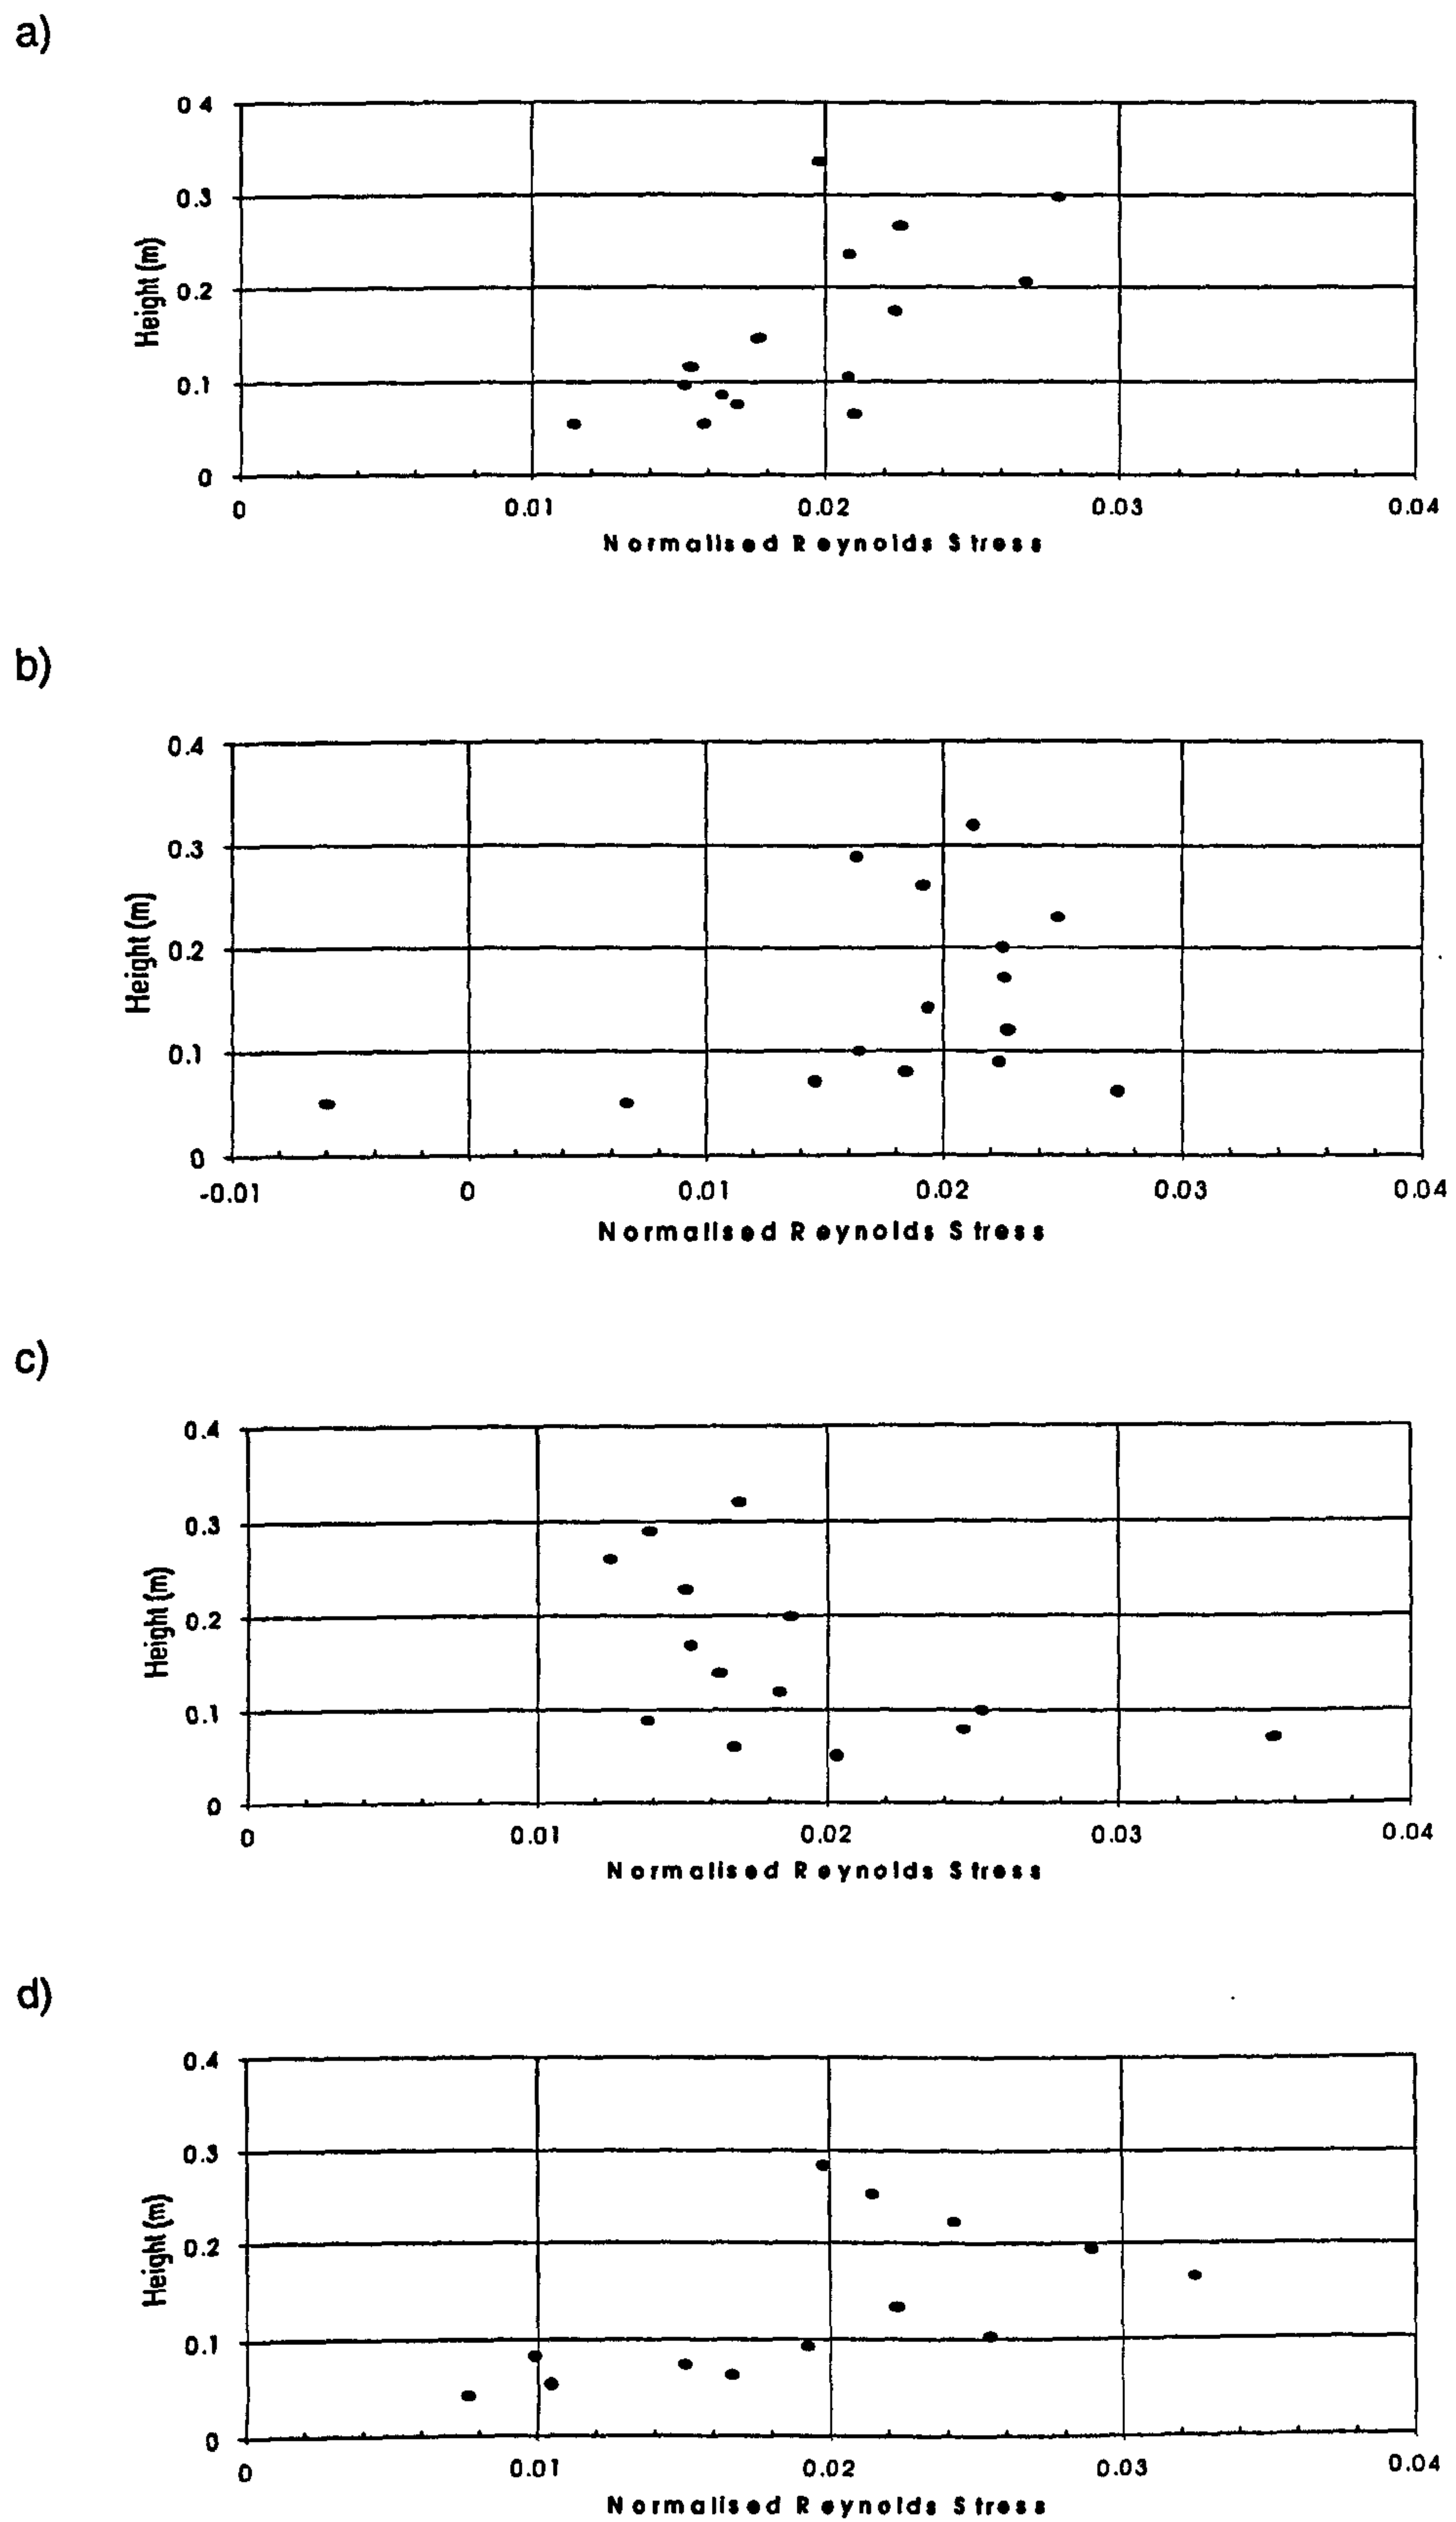 a)
0.4
0.3
0.2
0.1
0
Height (m)
0 0.01 0.02 0.03 0.04
Normalised Reynolds Stress
b)
0.4
0.3
0.2
0.1
0
Height (m)
-0.01 0 0.01 0.02 0.03 0.04
Normalised Reynolds Stress
c)
0.4
0.3
0.2
0.1
0
Height (m)
0 0.01 0.02 0.03 0.04
Normalised Reynolds Stress
d)
0.4
0.3
0.2
0.1
0
Height (m)
0 0.01 0.02 0.03 0.04
Normalised Reynolds Stress